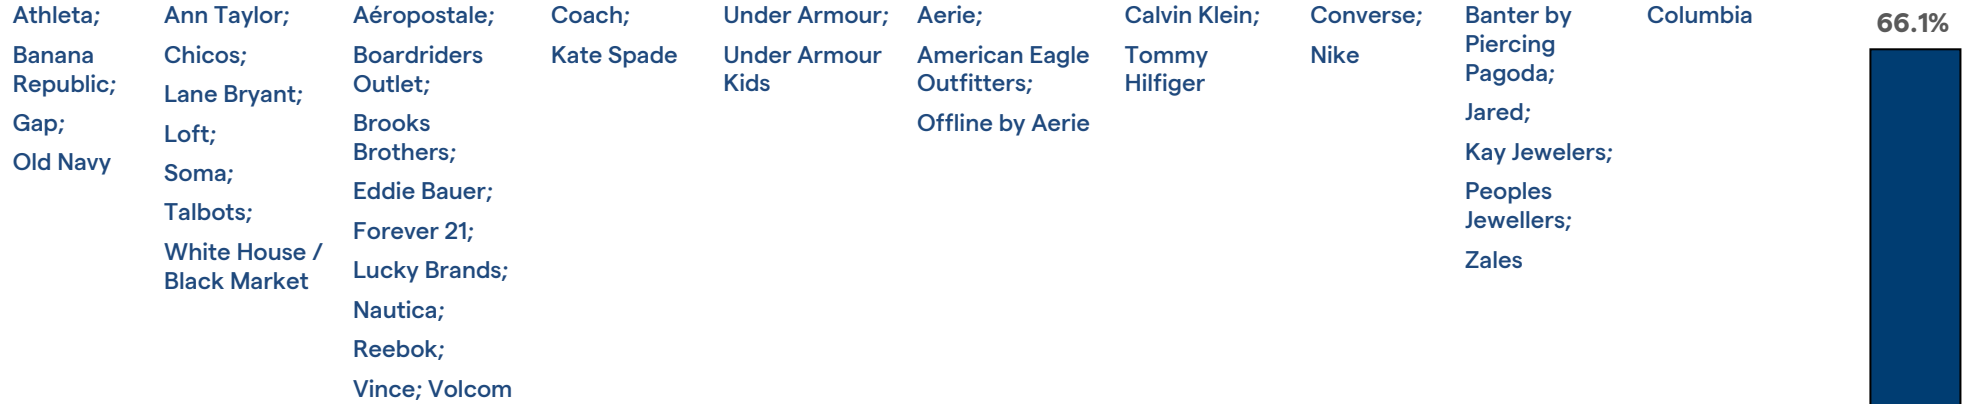 Athleta;
Banana
Republic;
Gap;
Old Navy
Ann Taylor;
Chicos;
Lane Bryant;
Loft;
Soma;
Talbots;
White House /
Black Market
Aéropostale;
Boardriders
Outlet;
Brooks
Brothers;
Eddie Bauer;
Forever 21;
Lucky Brands;
Nautica;
Reebok;
Vince; Volcom
Coach;
Kate Spade
Under Armour;
Under Armour
Kids
Aerie;
American Eagle
Outfitters;
Offline by Aerie
Calvin Klein;
Tommy
Hilfiger
Converse;
Nike
Banter by
Piercing
Pagoda;
Jared;
Kay Jewelers;
Peoples
Jewellers;
Zales
Columbia
66.1%